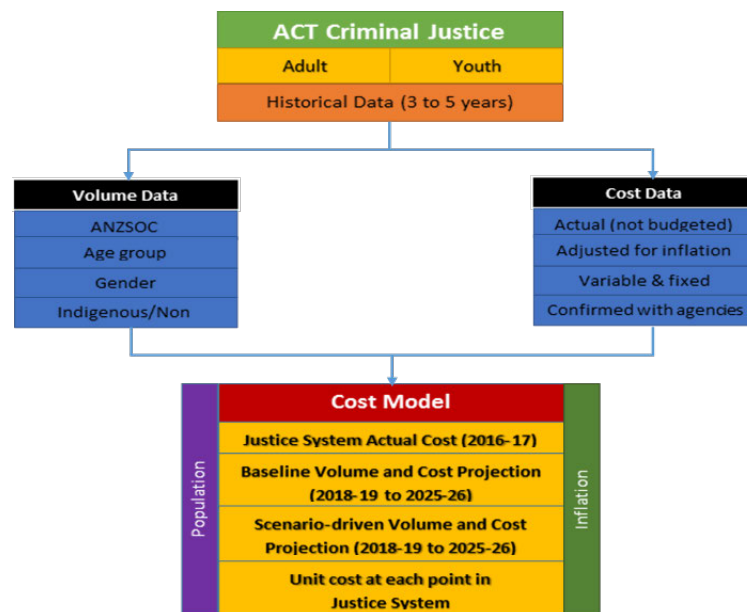 ACT Criminal Justice
Adult
Youth
Historical Data (3 to 5 years)
Volume Data
ANZSOC
Age group
Gender
Indigenous/Non
Cost Data
Actual (not budgeted)
Adjusted for inflation
Variable & fixed
Confirmed with agencies
Population
Cost Model
Justice System Actual Cost (2016-17)
Baseline Volume and Cost Projection
(2018-19 to 2025-26)
Scenario-driven Volume and Cost
Projection (2018-19 to 2025-26)
Unit cost at each point in
Justice System
Inflation